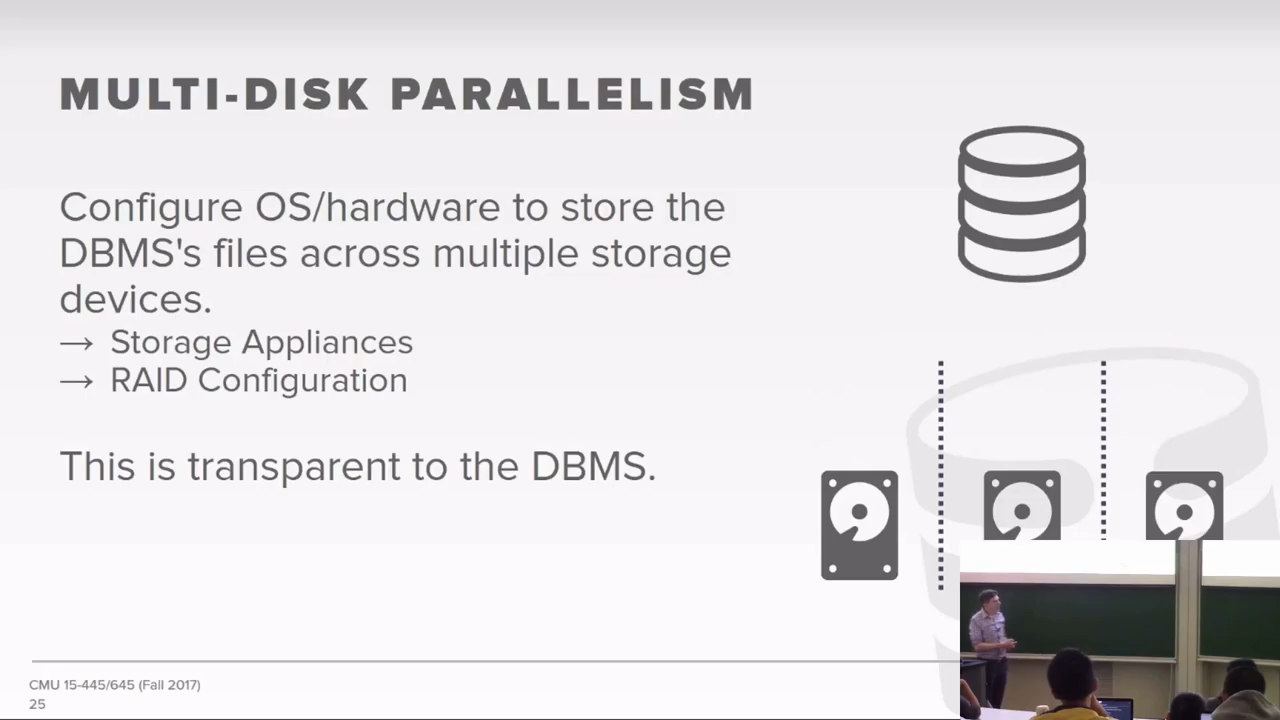 MULTI-DISK PARALLELISM
Configure OS/hardware to store the
DBMS's files across multiple storage
devices.
→ Storage Appliances
→ RAID Configuration
This is transparent to the DBMS.
CMU 15-445/645 (Fall 2017)
25